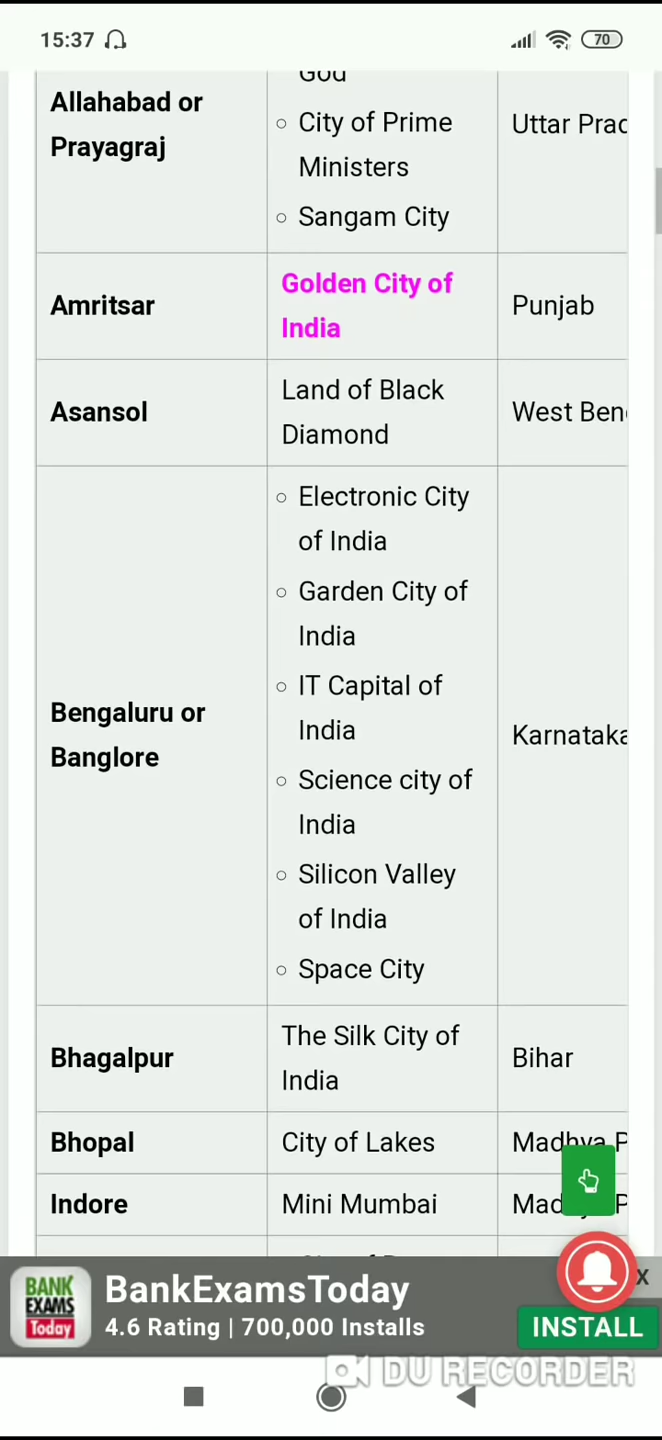 15:37
70
God
Allahabad or
Prayagraj
City of Prime
Ministers
Uttar Prad
Sangam City
Amritsar
Golden City of
India
Punjab
Asansol
Land of Black
Diamond
West Ben
Bengaluru or
Banglore
Electronic City
of India
Garden City of
India
IT Capital of
India
Science city of
India
Silicon Valley
of India
Space City
Karnataka
Bhagalpur
The Silk City of
India
Bihar
Bhopal
City of Lakes
Madhya P
Indore
Mini Mumbai
BANK
EXAMS
Today
BankExamsToday
4.6 Rating | 700,000 Installs
X
INSTALL
DU RECORDER